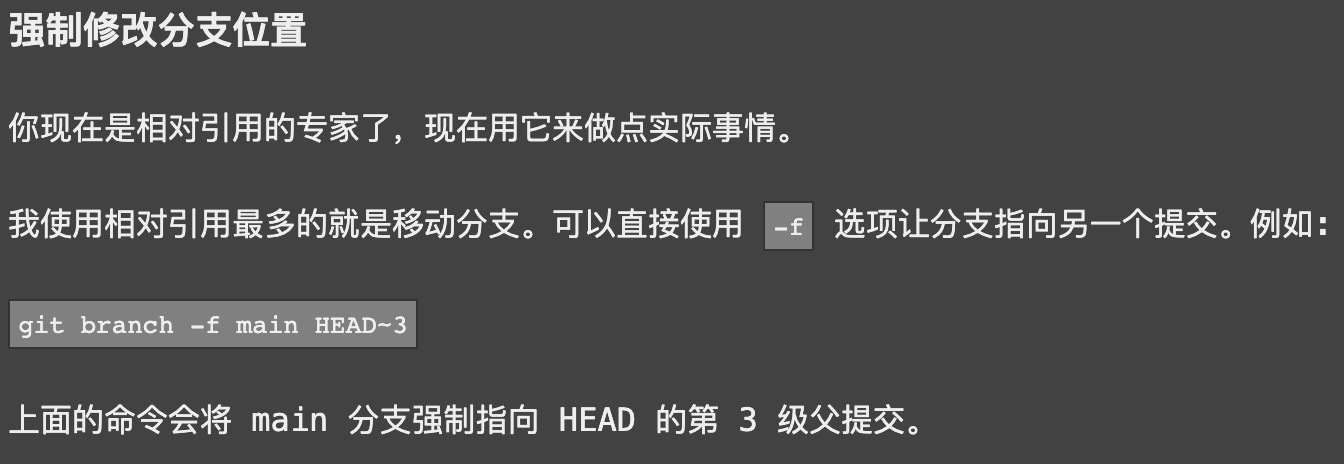 强制修改分支位置
你现在是相对引用的专家了，现在用它来做点实际事情。
我使用相对引用最多的就是移动分支。可以直接使用 -f 选项让分支指向另一个提交。例如:
git branch -f main HEAD~3
上面的命令会将 main 分支强制指向 HEAD 的第 3 级父提交。